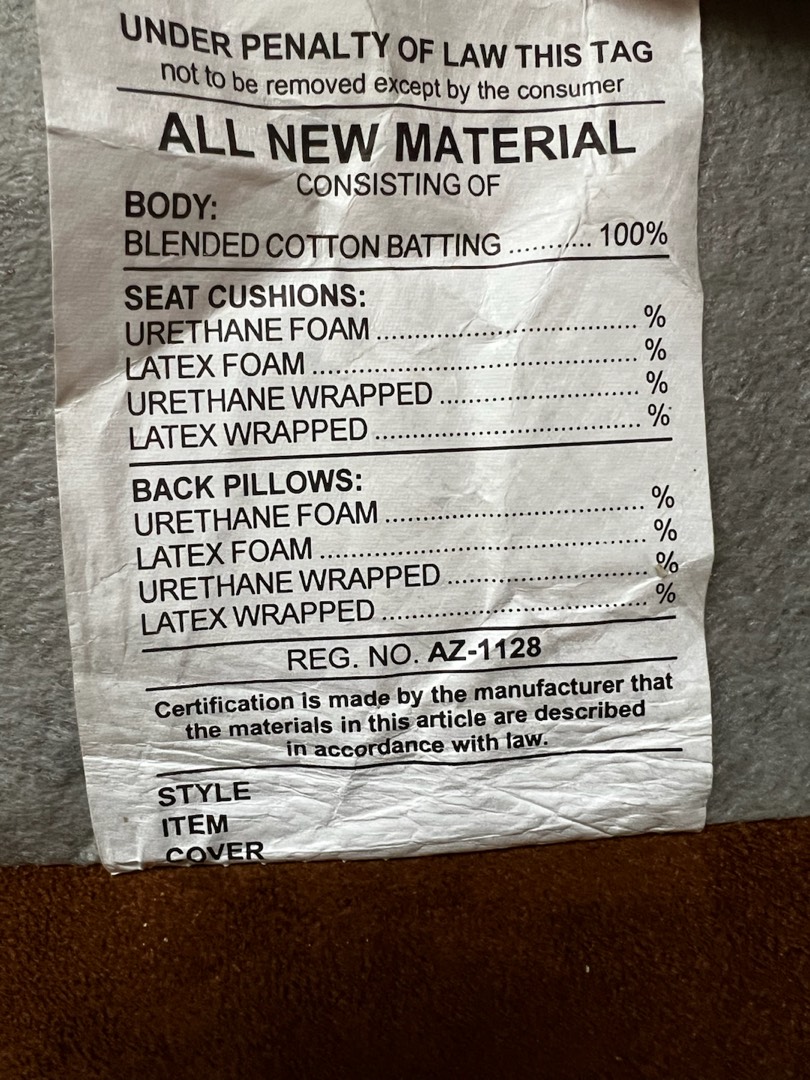 UNDER PENALTY OF LAW THIS TAG
not to be removed except by the consumer
ALL NEW MATERIAL
CONSISTING OF
BODY:
BLENDED COTTON BATTING .......... 100%
SEAT CUSHIONS:
URETHANE FOAM ........................................ %
LATEX FOAM .................................................. %
URETHANE WRAPPED .............................. %
LATEX WRAPPED ........................................ %
BACK PILLOWS:
URETHANE FOAM ........................................ %
LATEX FOAM .................................................. %
URETHANE WRAPPED .............................. %
LATEX WRAPPED ........................................ %
REG. NO. AZ-1128
Certification is made by the manufacturer that
the materials in this article are described
in accordance with law.
STYLE
ITEM
COVER